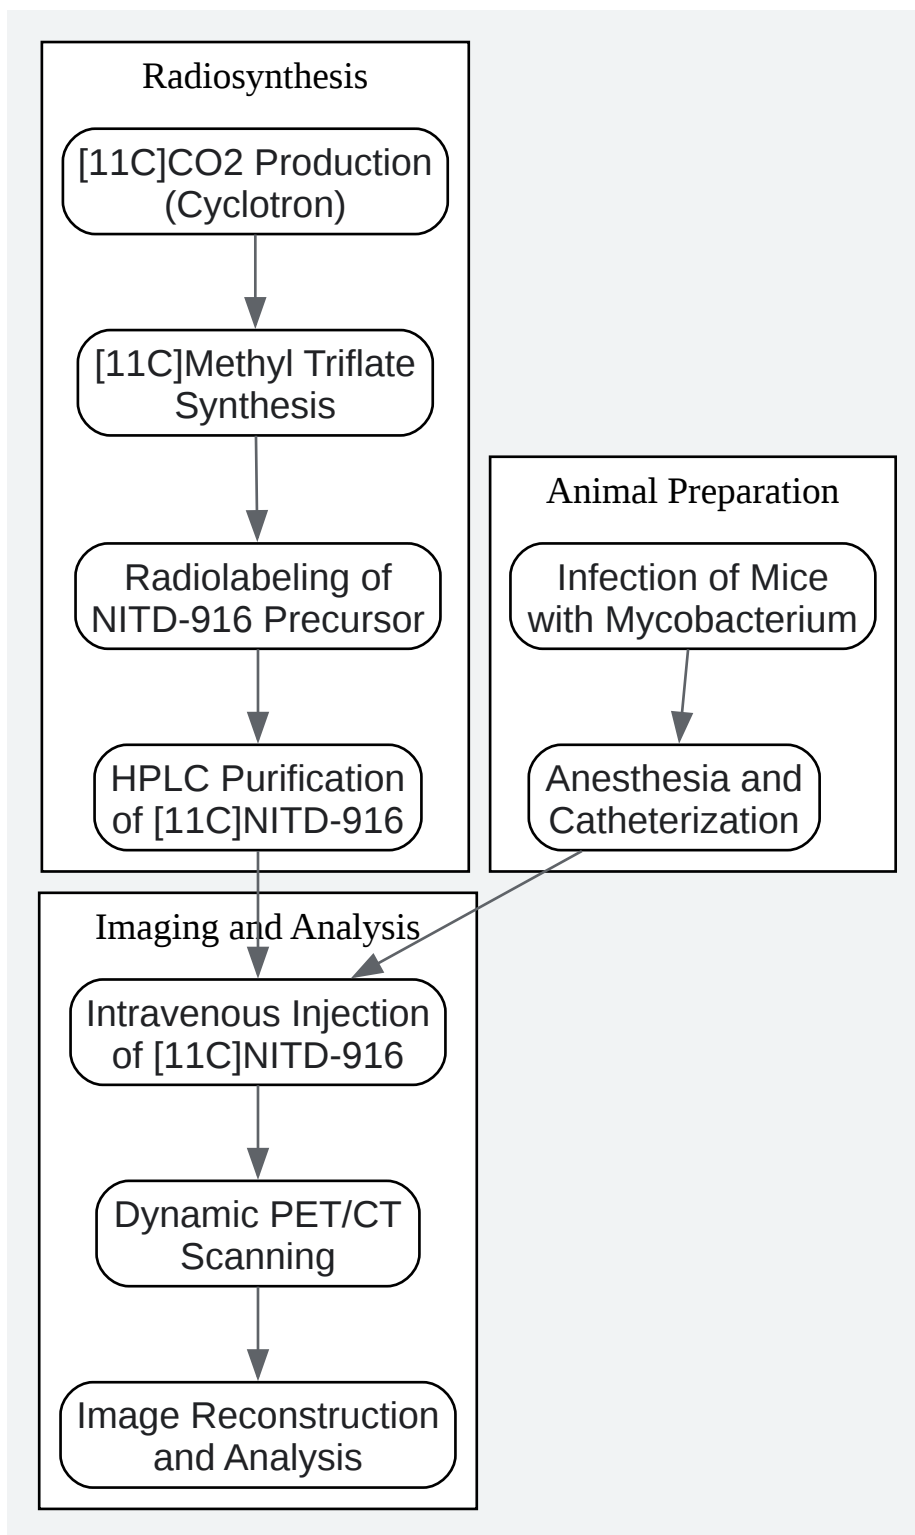 Radiosynthesis
[11C]CO2 Production
(Cyclotron)
[11C]Methyl Triflate
Synthesis
Radiolabeling of
NITD-916 Precursor
HPLC Purification
of [11C]NITD-916
Animal Preparation
Infection of Mice
with Mycobacterium
Anesthesia and
Catheterization
Imaging and Analysis
Intravenous Injection
of [11C]NITD-916
Dynamic PET/CT
Scanning
Image Reconstruction
and Analysis